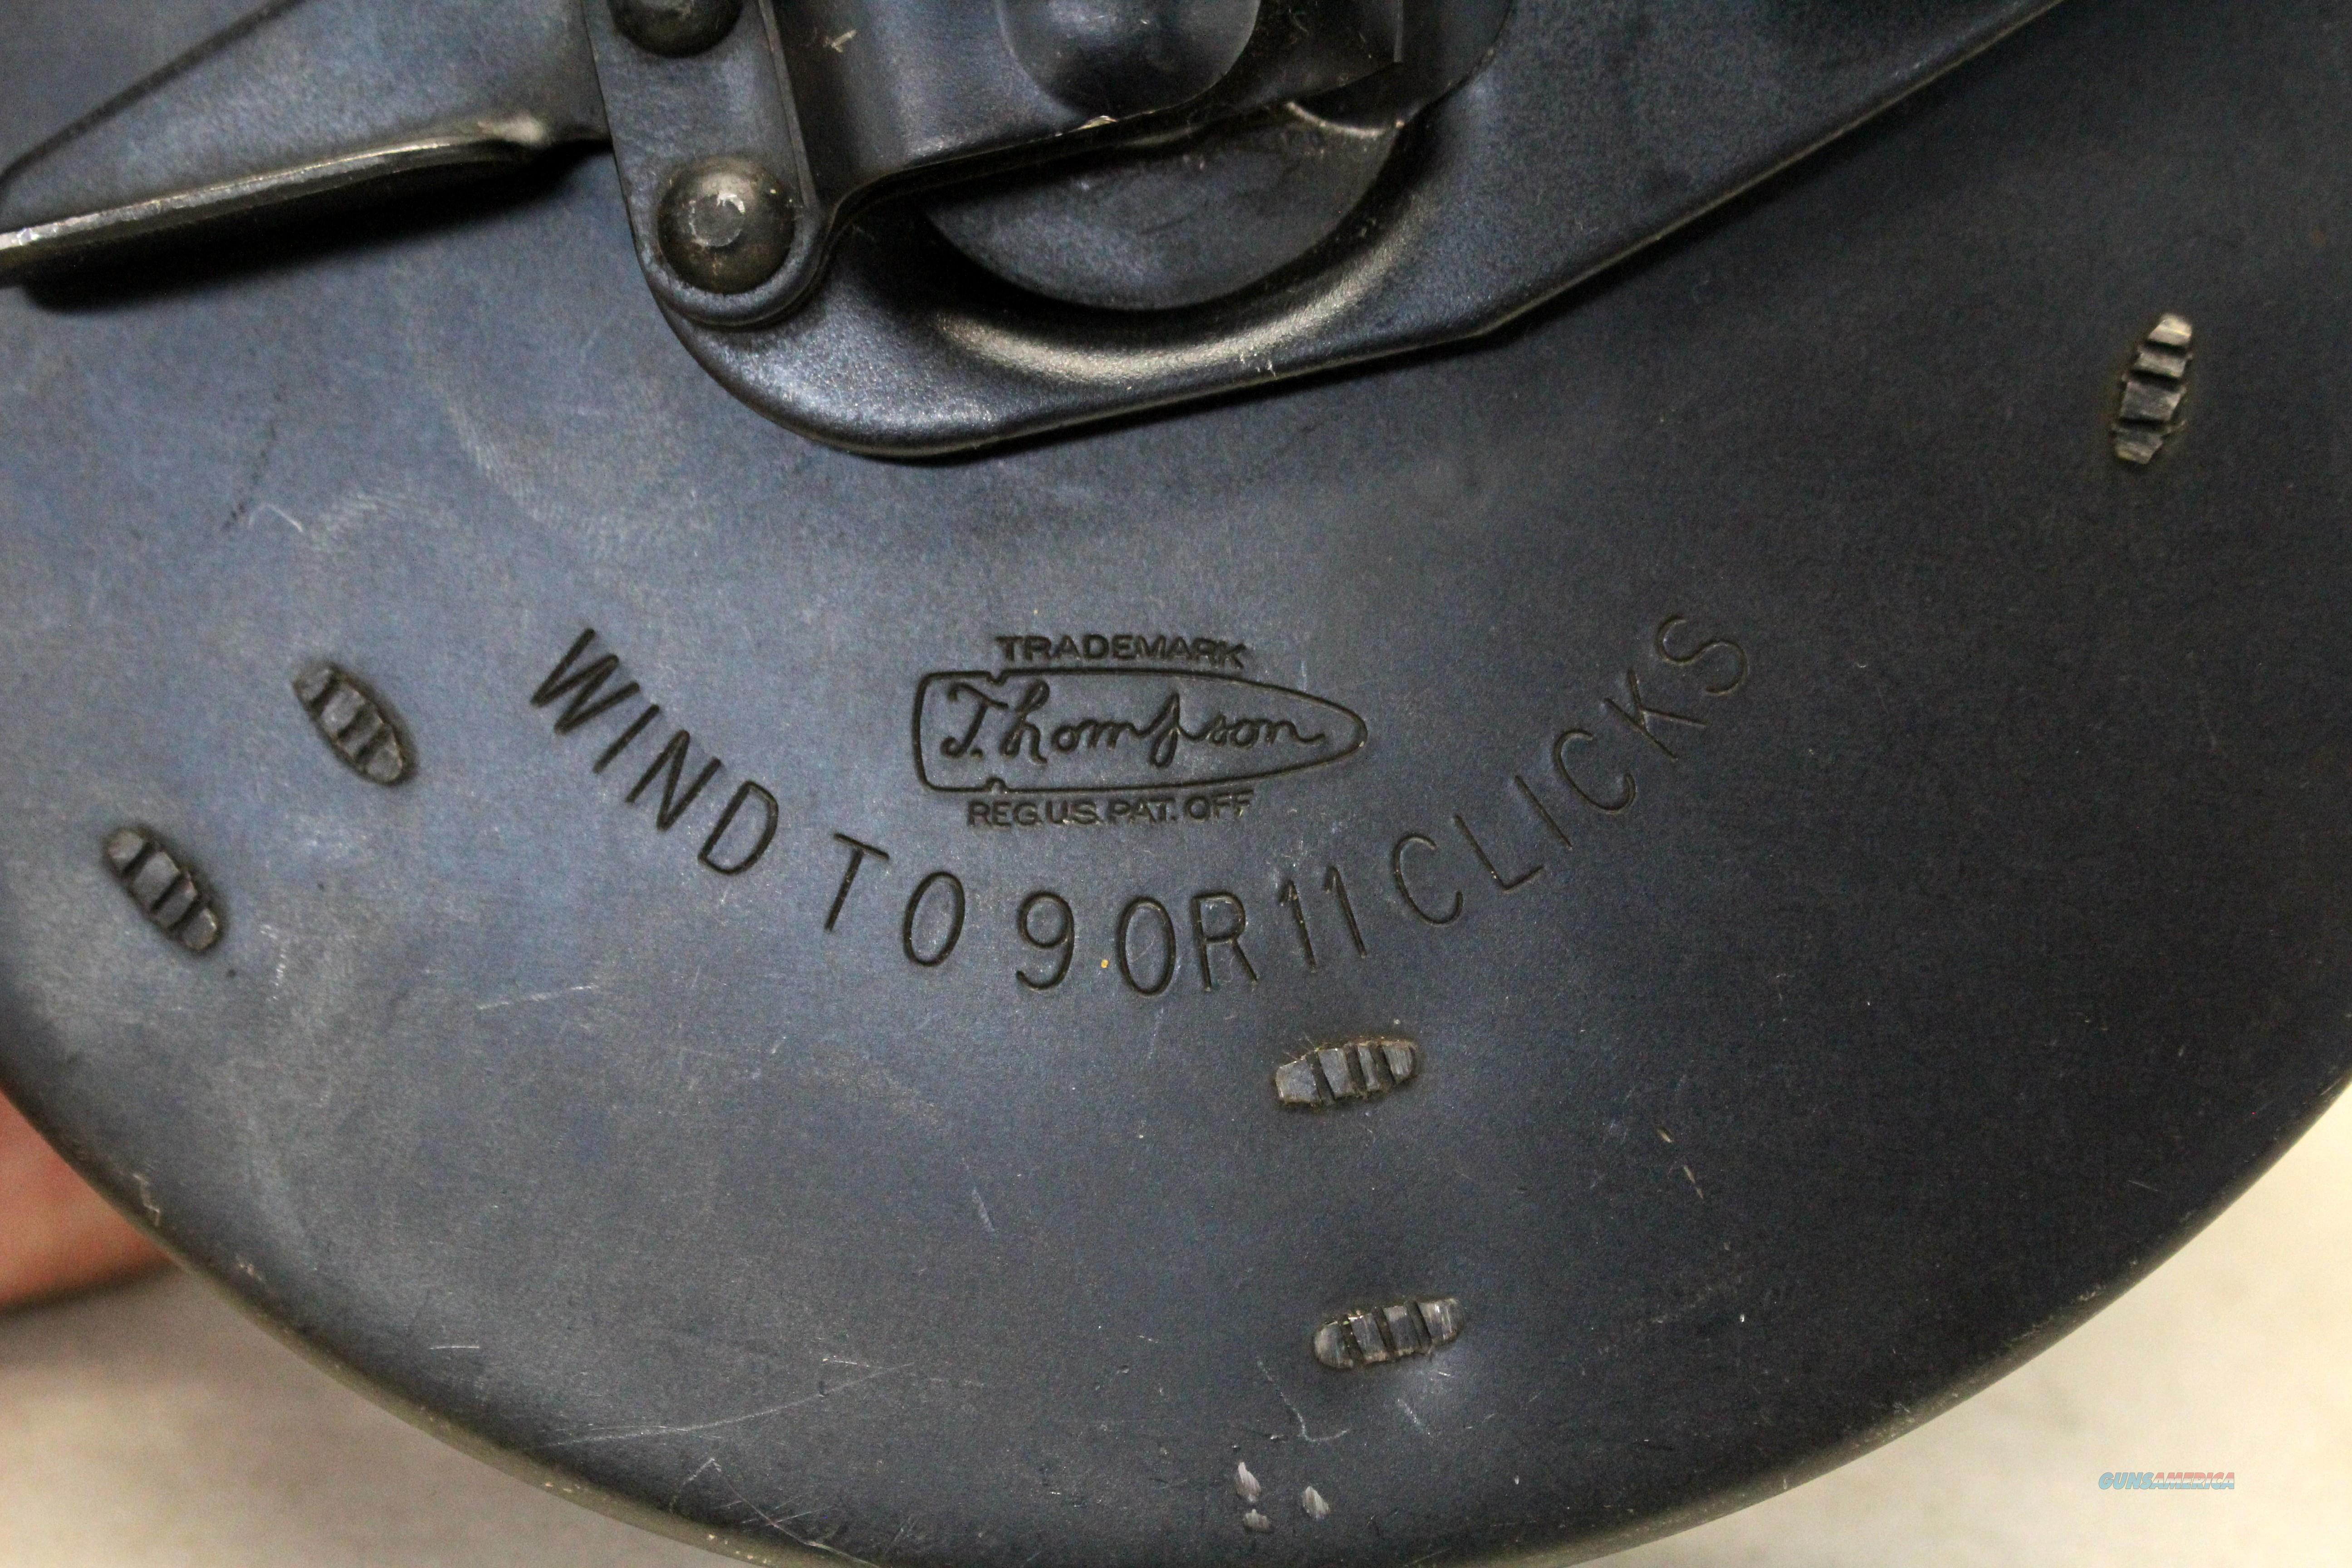 TRADEMARK
Thompson
REG.U.S. PAT. OFF
WIND TO 9 OR 11 CLICKS
GUNSAMERICA